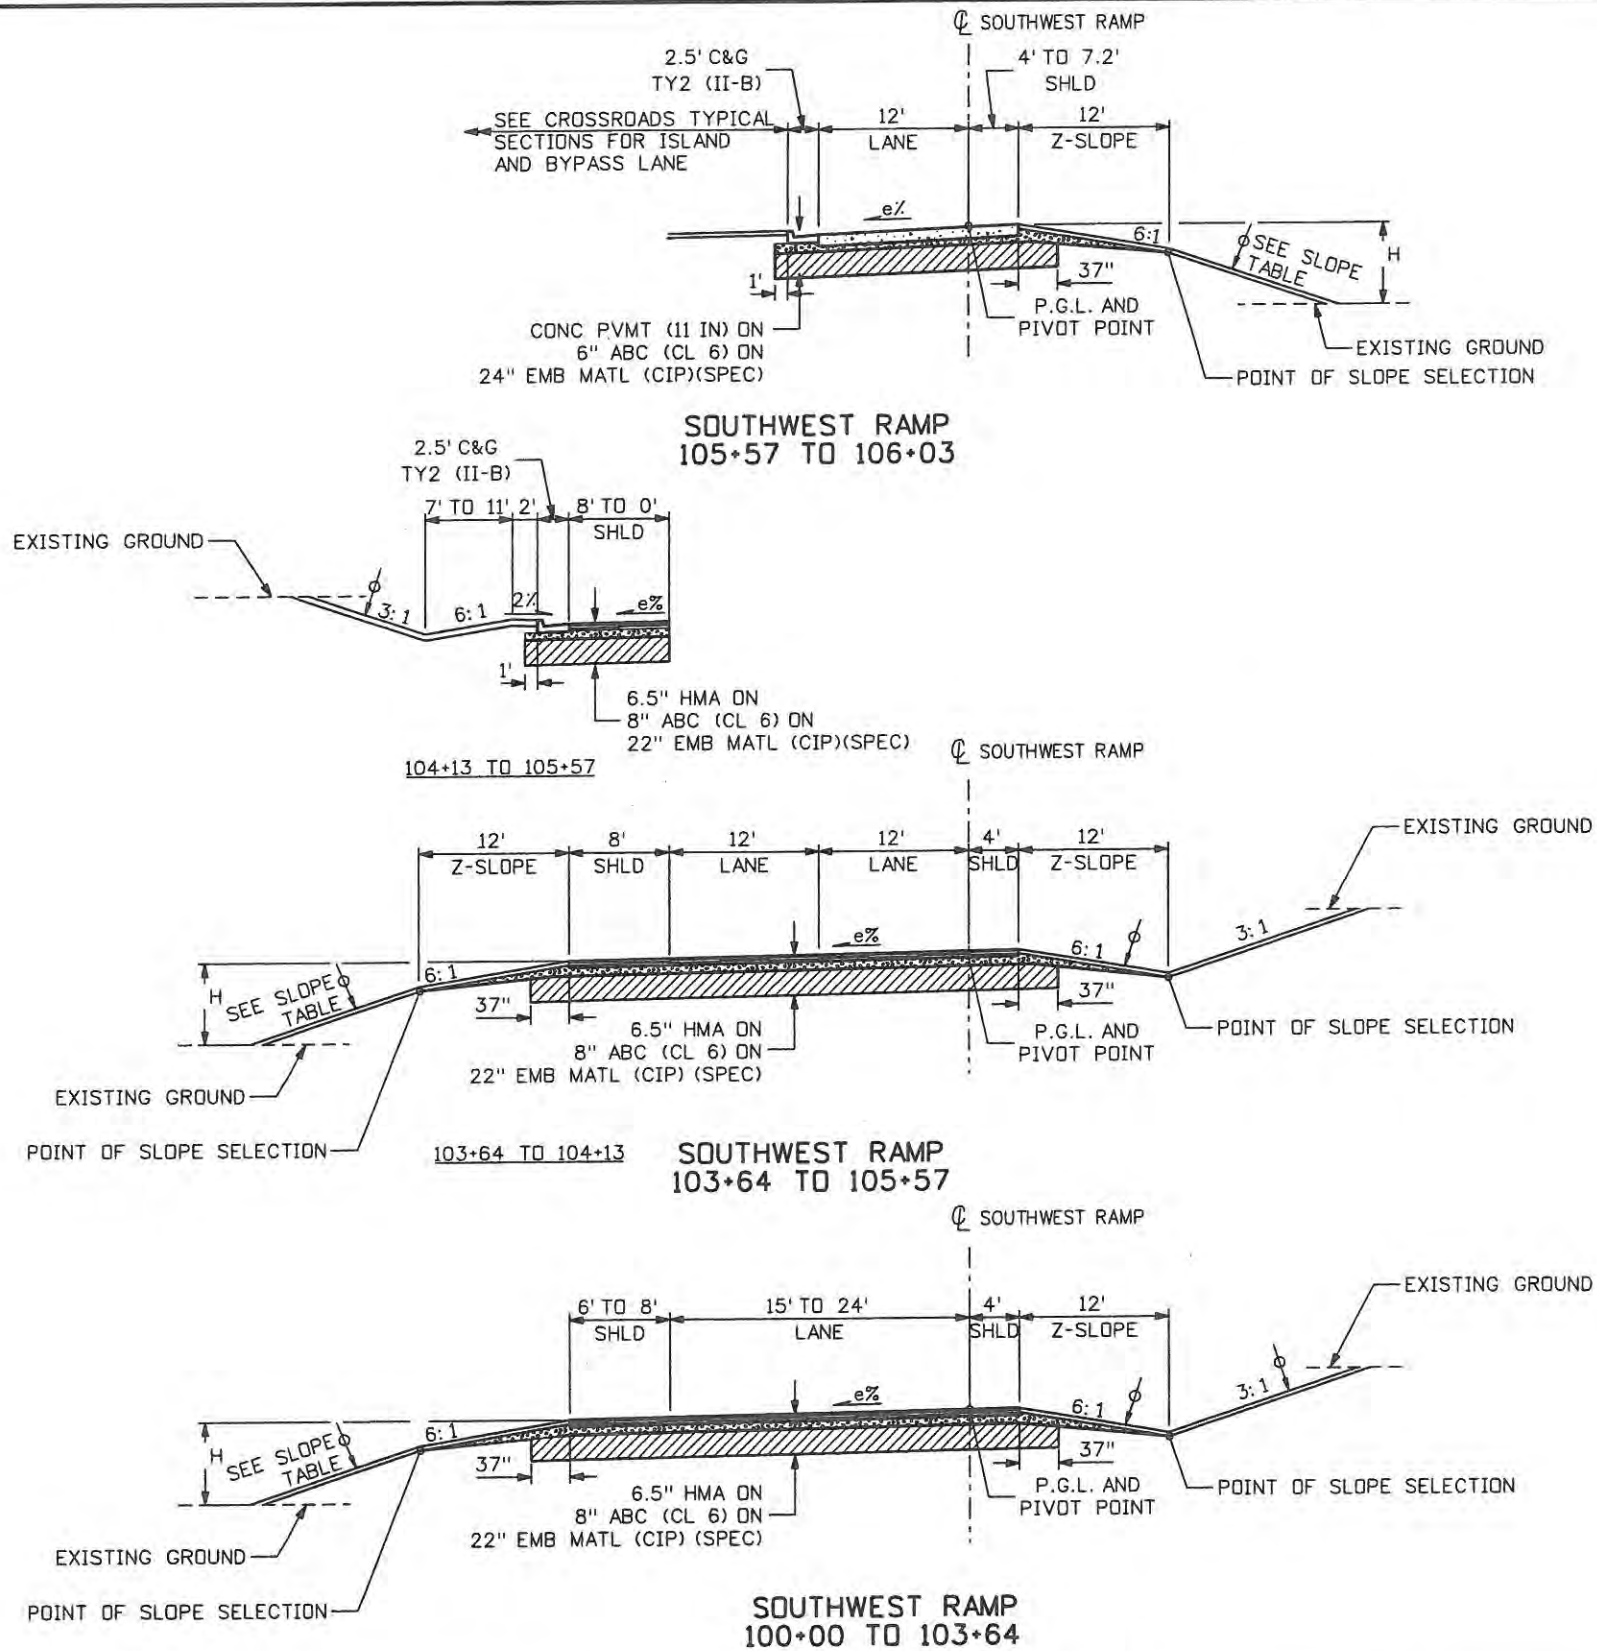 ℄ SOUTHWEST RAMP
2.5' C&G
TY2 (II-B)
4' TO 7.2'
SHLD
SEE CROSSROADS TYPICAL
SECTIONS FOR ISLAND
AND BYPASS LANE
12'
LANE
12'
Z-SLOPE
e%
6:1
ϕ SEE SLOPE
TABLE
H
1'
37"
CONC PVMT (11 IN) ON
6" ABC (CL 6) ON
24" EMB MATL (CIP)(SPEC)
P.G.L. AND
PIVOT POINT
EXISTING GROUND
POINT OF SLOPE SELECTION
SOUTHWEST RAMP
105+57 TO 106+03
2.5' C&G
TY2 (II-B)
7' TO 11'
2'
8' TO 0'
SHLD
EXISTING GROUND
ϕ
3:1
6:1
2%
e%
1'
6.5" HMA ON
8" ABC (CL 6) ON
22" EMB MATL (CIP)(SPEC)
104+13 TO 105+57
℄ SOUTHWEST RAMP
12'
Z-SLOPE
8'
SHLD
12'
LANE
12'
LANE
4'
SHLD
12'
Z-SLOPE
EXISTING GROUND
e%
6:1
ϕ
3:1
H
6:1
SEE SLOPE ϕ
TABLE
37"
37"
6.5" HMA ON
8" ABC (CL 6) ON
22" EMB MATL (CIP) (SPEC)
P.G.L. AND
PIVOT POINT
POINT OF SLOPE SELECTION
EXISTING GROUND
POINT OF SLOPE SELECTION
103+64 TO 104+13
SOUTHWEST RAMP
103+64 TO 105+57
℄ SOUTHWEST RAMP
6' TO 8'
SHLD
15' TO 24'
LANE
4'
SHLD
12'
Z-SLOPE
EXISTING GROUND
e%
6:1
ϕ
3:1
ϕ
H
6:1
SEE SLOPE ϕ
TABLE
37"
37"
6.5" HMA ON
8" ABC (CL 6) ON
22" EMB MATL (CIP) (SPEC)
P.G.L. AND
PIVOT POINT
POINT OF SLOPE SELECTION
EXISTING GROUND
POINT OF SLOPE SELECTION
SOUTHWEST RAMP
100+00 TO 103+64